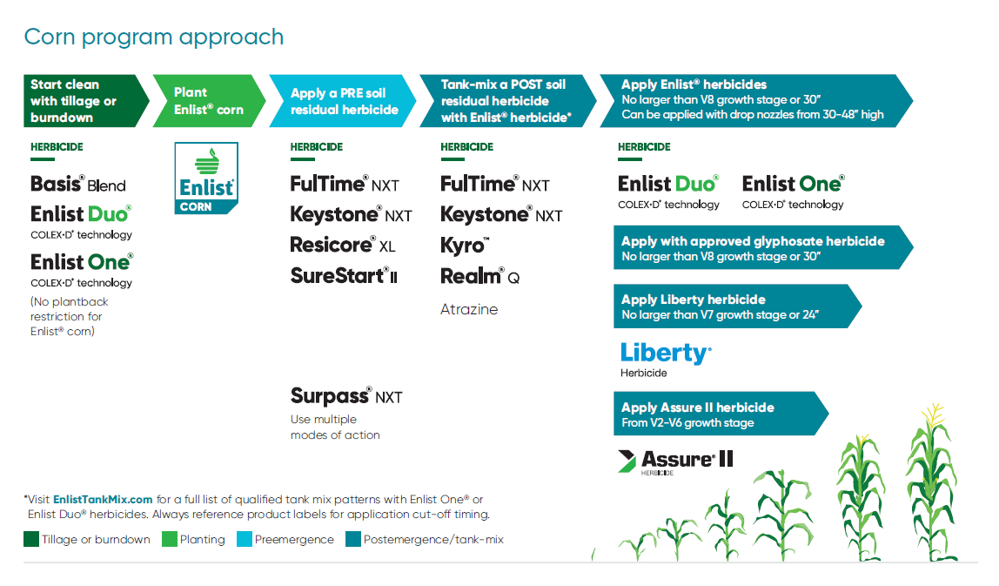 Corn program approach
Start clean
with tillage or
burndown
Plant
Enlist® corn
Apply a PRE soil
residual herbicide
Tank-mix a POST soil
residual herbicide
with Enlist® herbicide*
Apply Enlist® herbicides
No larger than V8 growth stage or 30”
Can be applied with drop nozzles from 30-48” high
HERBICIDE
Basis® Blend
Enlist Duo®
COLEX•D® technology
Enlist One®
COLEX•D® technology
(No plantback
restriction for
Enlist® corn)
Enlist®
CORN
HERBICIDE
FulTime® NXT
Keystone® NXT
Resicore® XL
SureStart® II
Surpass® NXT
Use multiple
modes of action
HERBICIDE
FulTime® NXT
Keystone® NXT
Kyro™
Realm® Q
Atrazine
HERBICIDE
Enlist Duo®
COLEX•D® technology
Enlist One®
COLEX•D® technology
Apply with approved glyphosate herbicide
No larger than V8 growth stage or 30”
Apply Liberty herbicide
No larger than V7 growth stage or 24”
Liberty®
Herbicide
Apply Assure II herbicide
From V2-V6 growth stage
Assure® II
HERBICIDE
*Visit EnlistTankMix.com for a full list of qualified tank mix patterns with Enlist One® or
Enlist Duo® herbicides. Always reference product labels for application cut-off timing.
Tillage or burndown
Planting
Preemergence
Postemergence/tank-mix